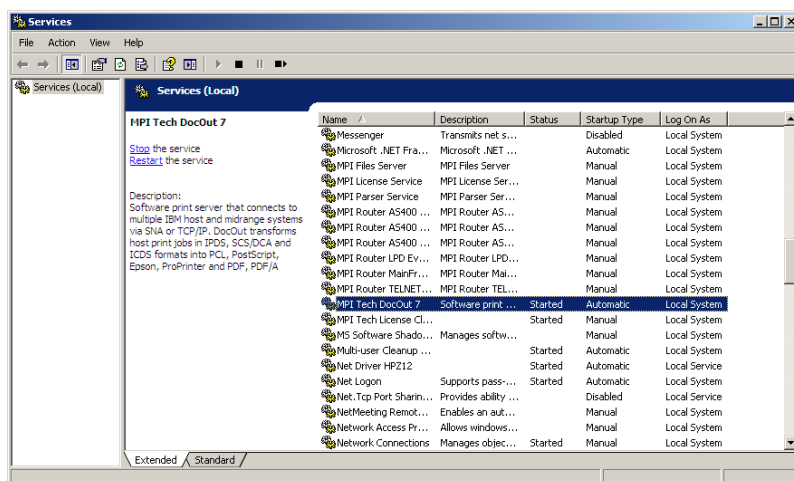 Services
File Action View Help
Services (Local)
Services (Local)
MPI Tech DocOut 7
Stop the service
Restart the service
Description:
Software print server that connects to
multiple IBM host and midrange systems
via SNA or TCP/IP. DocOut transforms
host print jobs in IPDS, SCS/DCA and
ICDS formats into PCL, PostScript,
Epson, ProPrinter and PDF, PDF/A
Name Description Status Startup Type Log On As
Messenger Transmits net s... Disabled Local System
Microsoft .NET Fra... Microsoft .NET ... Automatic Local System
MPI Files Server MPI Files Server Manual Local System
MPI License Service MPI License Ser... Manual Local System
MPI Parser Service MPI Parser Ser... Manual Local System
MPI Router AS400 ... MPI Router AS... Manual Local System
MPI Router AS400 ... MPI Router AS... Manual Local System
MPI Router AS400 ... MPI Router AS... Manual Local System
MPI Router LPD Ev... MPI Router LPD... Manual Local System
MPI Router MainFr... MPI Router Mai... Manual Local System
MPI Router TELNET... MPI Router TEL... Manual Local System
MPI Tech DocOut 7 Software print ... Started Automatic Local System
MPI Tech License Cl... Started Manual Local System
MS Software Shado... Manages softw... Manual Local System
Multi-user Cleanup ... Started Automatic Local System
Net Driver HPZ12 Started Automatic Local Service
Net Logon Supports pass-... Started Automatic Local System
Net.Tcp Port Sharin... Provides ability ... Disabled Local Service
NetMeeting Remot... Enables an aut... Manual Local System
Network Access Pr... Allows windows... Manual Local System
Network Connections Manages objec... Started Manual Local System
Extended Standard